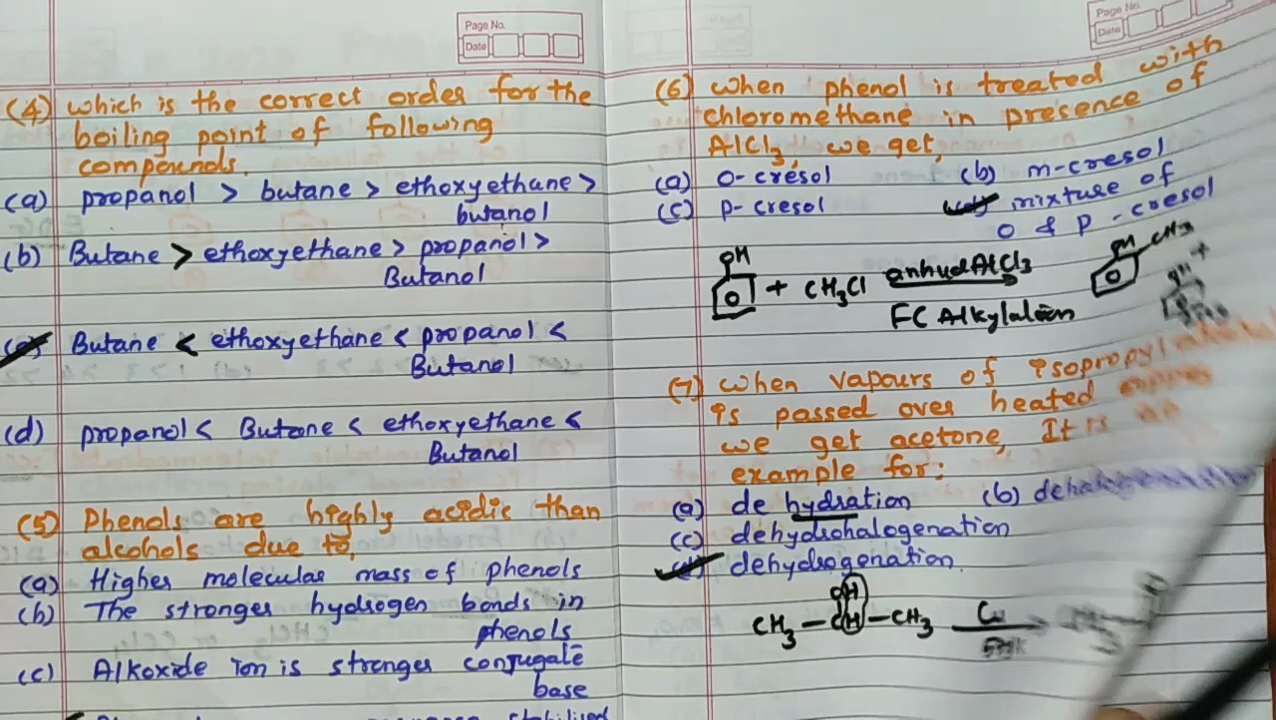 Page No.
Date
(4) which is the correct order for the
boiling point of following
compounds.
(a) propanol > butane > ethoxyethane >
butanol
(b) Butane > ethoxyethane > propanol >
Butanol
(c) Butane < ethoxyethane < propanol <
Butanol
(d) propanol < Butane < ethoxyethane <
Butanol
(5) Phenols are highly acidic than
alcohols due to,
(a) Higher molecular mass of phenols
(b) The stronger hydrogen bonds in
phenols
(c) Alkoxide ion is stronger conjugate
base
stabilised
Page No.
Date
(6) when phenol is treated with
chloromethane in presence of
AlCl3, we get,
(a) O-cresol (b) m-cresol
(c) p-cresol (d) mixture of
O & P-cresol
OH
+ CH3Cl anhyd AlCl3
FC Alkylation
OH CH3 +
OH
(7) When vapours of Isopropyl
is passed over heated
we get acetone, It is
example for:
(a) dehydration (b)
(c) dehydrohalogenation
(d) dehydrogenation.
OH
CH3-CH-CH3 Cu